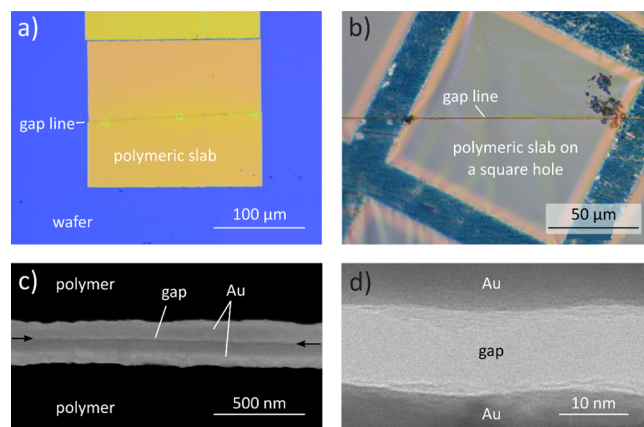 a)
gap line
polymeric slab
wafer
100 µm
b)
gap line
polymeric slab on
a square hole
50 µm
c)
polymer
gap
Au
polymer
500 nm
d)
Au
gap
Au
10 nm